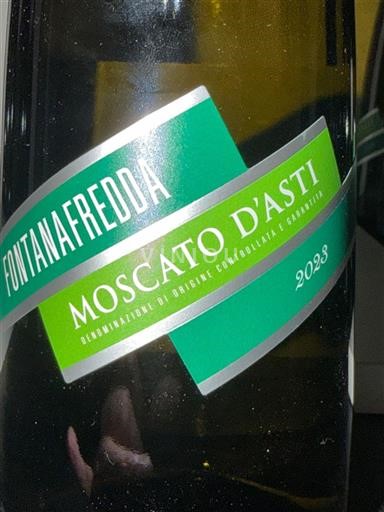 FONTANAFREDDA
MOSCATO D'ASTI
DENOMINAZIONE DI ORIGINE CONTROLLATA E GARANTITA
2023